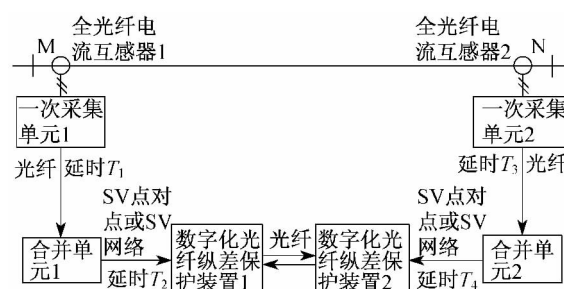 全光纤电
流互感器1
M
全光纤电
流互感器2
N
一次采集
单元1
一次采集
单元2
光纤
延时T₁
延时T₃
光纤
SV点对
点或SV
网络
SV点对
点或SV
网络
合并单
元1
延时T₂
数字化光
纤纵差保
护装置1
光纤
数字化光
纤纵差保
护装置2
延时T₄
合并单
元2